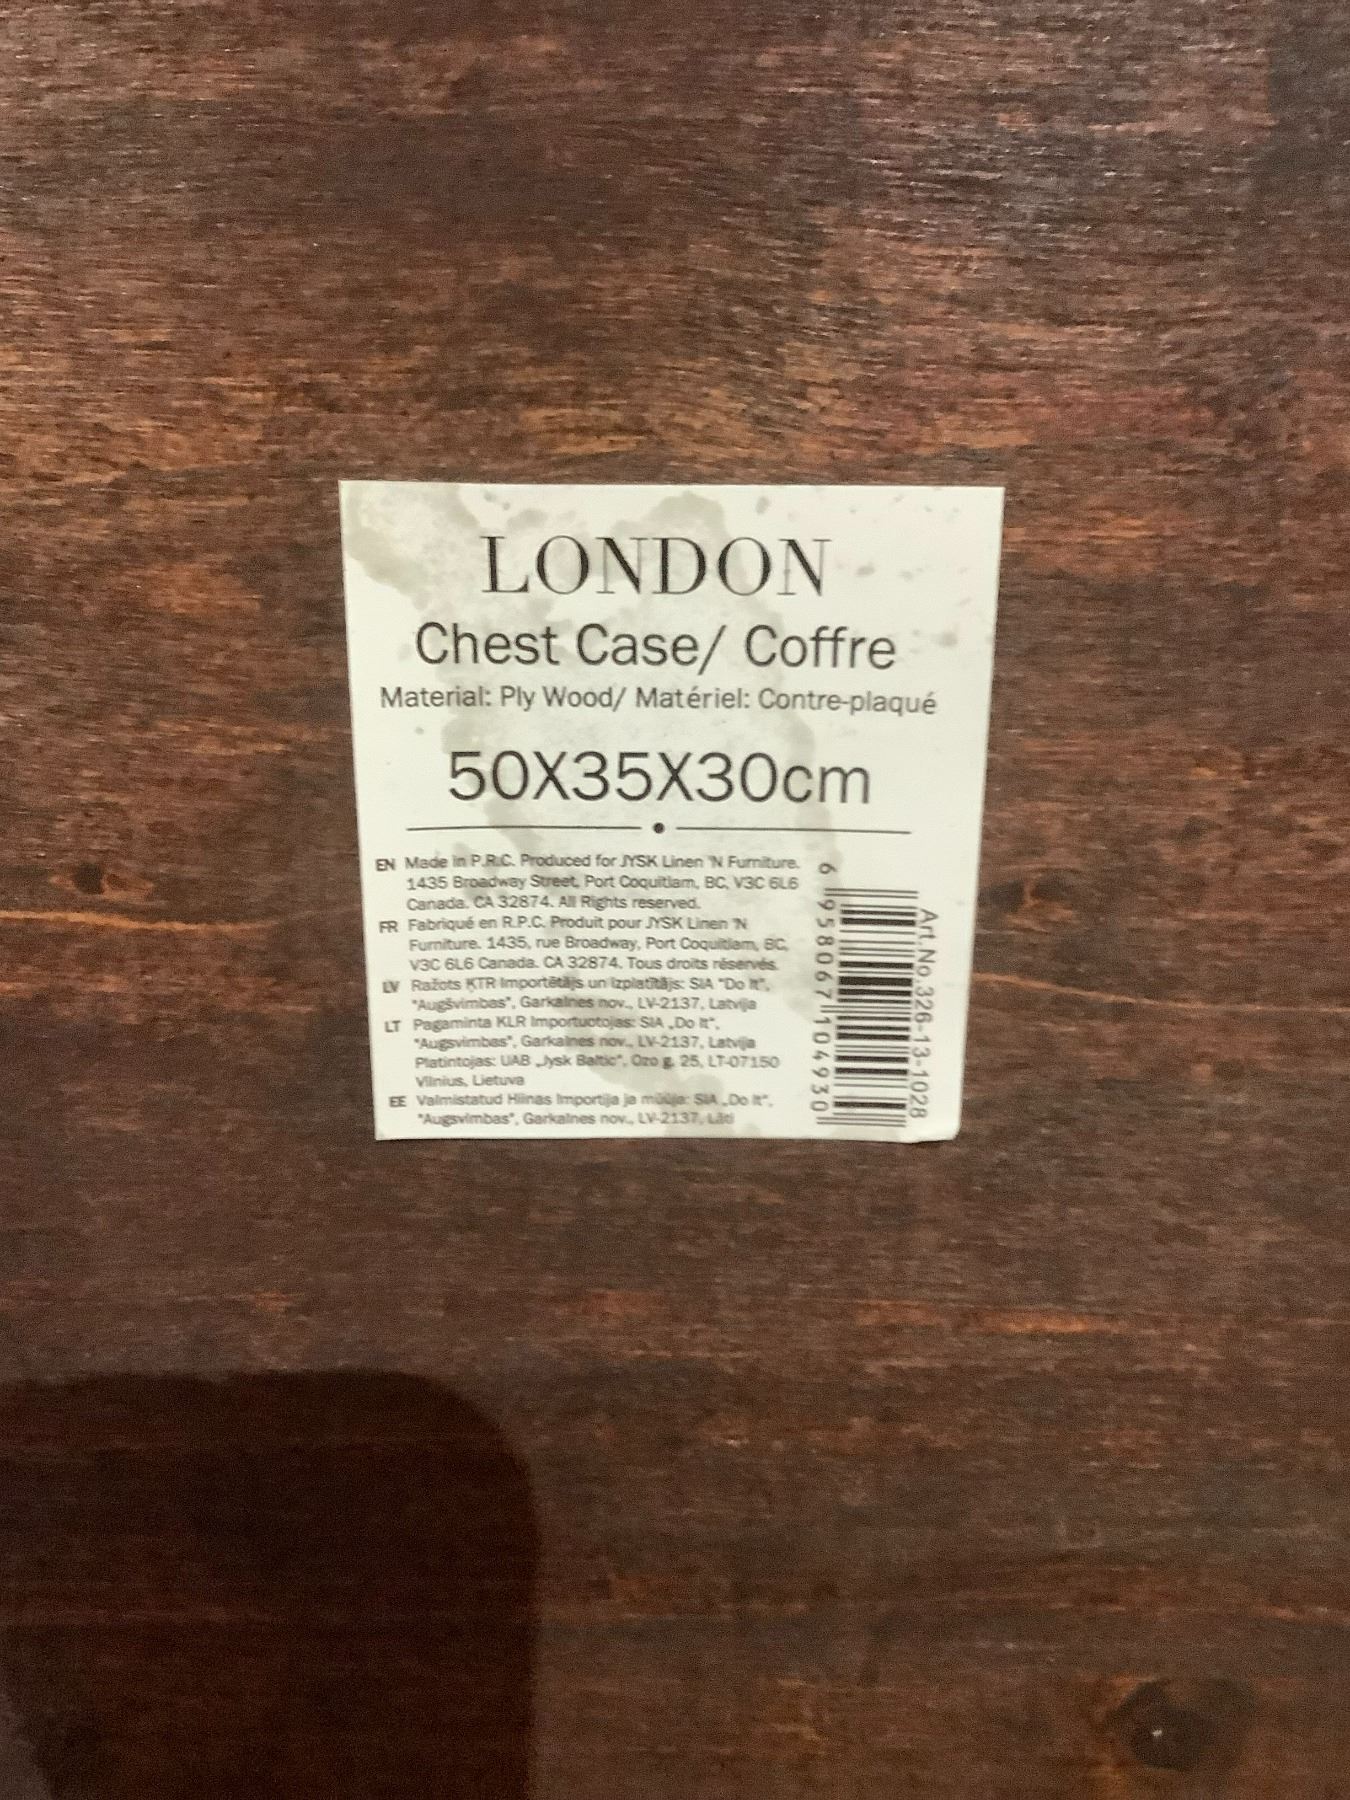 LONDON
Chest Case/ Coffre
Material: Ply Wood/ Matériel: Contre-plaqué
50X35X30cm
EN Made in P.R.C. Produced for JYSK Linen 'N Furniture.
1435 Broadway Street, Port Coquitlam, BC, V3C 6L6
Canada. CA 32874. All Rights reserved.
FR Fabriqué en R.P.C. Produit pour JYSK Linen 'N
Furniture. 1435, rue Broadway, Port Coquitlam, BC,
V3C 6L6 Canada. CA 32874. Tous droits réservés.
LV Ražots ĶTR Importētājs un izplatītājs: SIA "Do It",
"Augšvimbas", Garkalnes nov., LV-2137, Latvija
LT Pagaminta KLR Importuotojas: SIA „Do It",
"Augsvimbas", Garkalnes nov., LV-2137, Latvija
Platintojas: UAB „Jysk Baltic", Ozo g. 25, LT-07150
Vilnius, Lietuva
EE Valmistatud Hiinas Importija ja müüja: SIA „Do It",
"Augsvimbas", Garkalnes nov., LV-2137, Läti
6 958067 104930
Art.No.326-13-1028